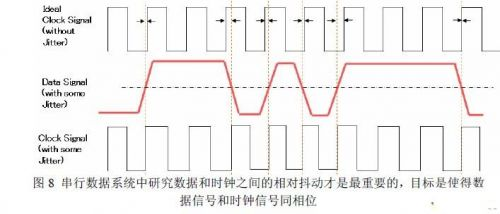 Ideal
Clock Signal
(without
Jitter)
Data Signal
(with some
Jitter)
Clock Signal
(with some
Jitter)
图 8 串行数据系统中研究数据和时钟之间的相对抖动才是最重要的，目标是使得数
据信号和时钟信号同相位